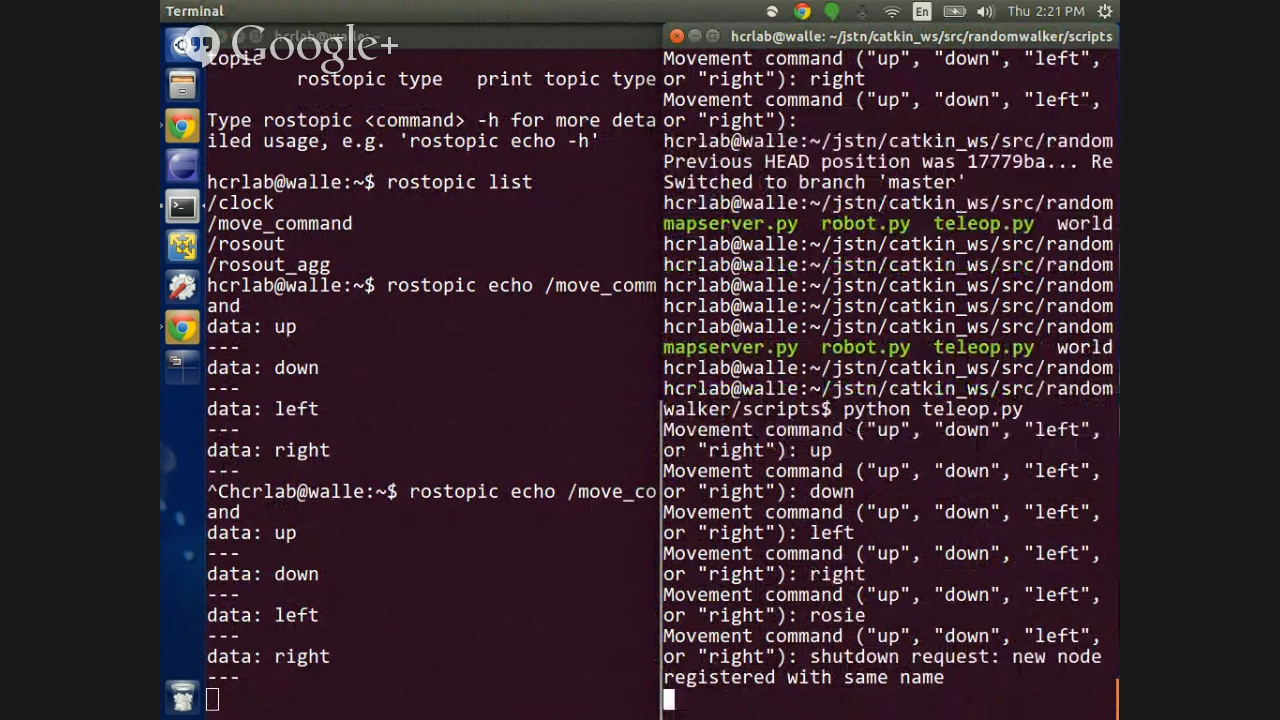 Terminal
En
Thu 2:21 PM
Google+
topic
rostopic type print topic type
Type rostopic <command> -h for more deta
iled usage, e.g. 'rostopic echo -h'
hcrlab@walle:~$ rostopic list
/clock
/move_command
/rosout
/rosout_agg
hcrlab@walle:~$ rostopic echo /move_comm
and
data: up
---
data: down
---
data: left
---
data: right
---
^Chcrlab@walle:~$ rostopic echo /move_co
and
data: up
---
data: down
---
data: left
---
data: right
---
hcrlab@walle: ~/jstn/catkin_ws/src/randomwalker/scripts
Movement command ("up", "down", "left",
or "right"): right
Movement command ("up", "down", "left",
or "right"):
hcrlab@walle:~/jstn/catkin_ws/src/random
Previous HEAD position was 17779ba... Re
Switched to branch 'master'
hcrlab@walle:~/jstn/catkin_ws/src/random
mapserver.py robot.py teleop.py world
hcrlab@walle:~/jstn/catkin_ws/src/random
hcrlab@walle:~/jstn/catkin_ws/src/random
hcrlab@walle:~/jstn/catkin_ws/src/random
hcrlab@walle:~/jstn/catkin_ws/src/random
hcrlab@walle:~/jstn/catkin_ws/src/random
mapserver.py robot.py teleop.py world
hcrlab@walle:~/jstn/catkin_ws/src/random
hcrlab@walle:~/jstn/catkin_ws/src/random
walker/scripts$ python teleop.py
Movement command ("up", "down", "left",
or "right"): up
Movement command ("up", "down", "left",
or "right"): down
Movement command ("up", "down", "left",
or "right"): left
Movement command ("up", "down", "left",
or "right"): right
Movement command ("up", "down", "left",
or "right"): rosie
Movement command ("up", "down", "left",
or "right"): shutdown request: new node
registered with same name